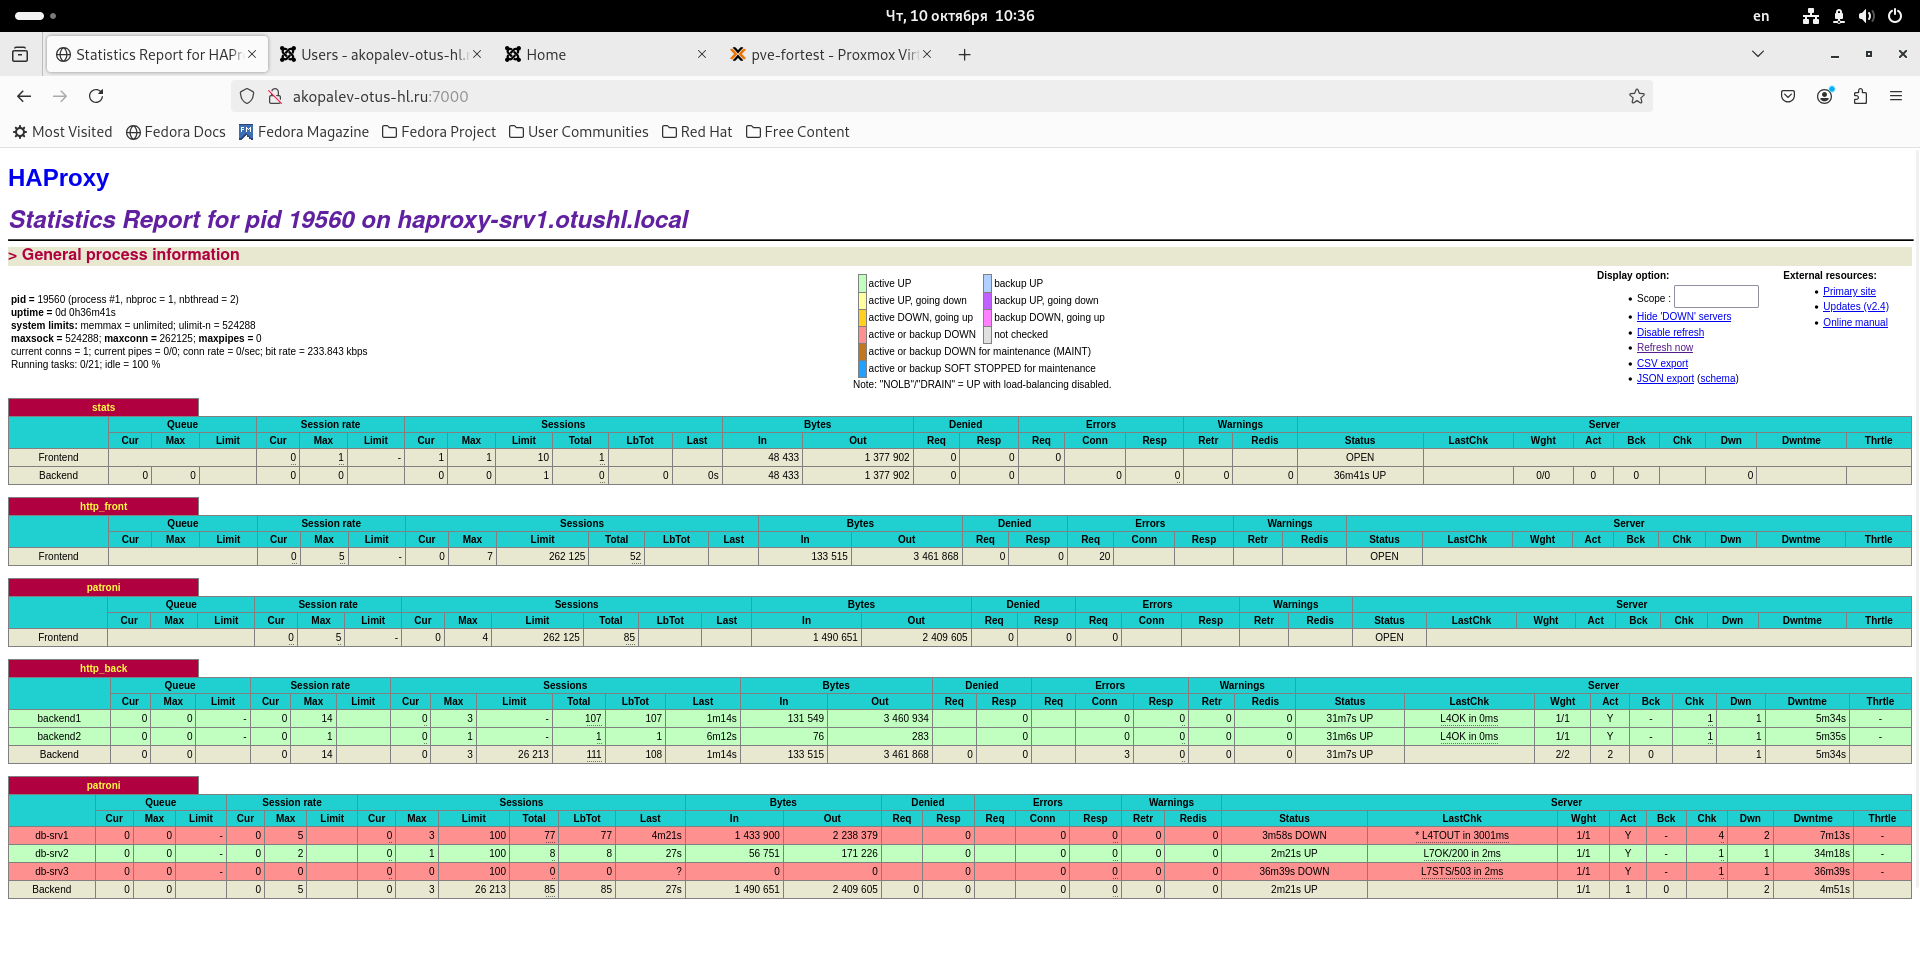 Чт, 10 октября 10:36
en
Statistics Report for HAPr
Users - akopalev-otus-hl.r
Home
pve-fortest - Proxmox Virt
akopalev-otus-hl.ru:7000
Most Visited Fedora Docs Fedora Magazine Fedora Project User Communities Red Hat Free Content
HAProxy
Statistics Report for pid 19560 on haproxy-srv1.otushl.local
> General process information
pid = 19560 (process #1, nbproc = 1, nbthread = 2)
uptime = 0d 0h36m41s
system limits: memmax = unlimited; ulimit-n = 524288
maxsock = 524288; maxconn = 262125; maxpipes = 0
current conns = 1; current pipes = 0/0; conn rate = 0/sec; bit rate = 233.843 kbps
Running tasks: 0/21; idle = 100 %
active UP backup UP
active UP, going down backup UP, going down
active DOWN, going up backup DOWN, going up
active or backup DOWN not checked
active or backup DOWN for maintenance (MAINT)
active or backup SOFT STOPPED for maintenance
Note: "NOLB"/"DRAIN" = UP with load-balancing disabled.
Display option:
• Scope :
• Hide 'DOWN' servers
• Disable refresh
• Refresh now
• CSV export
• JSON export (schema)
External resources:
• Primary site
• Updates (v2.4)
• Online manual
stats
Queue Session rate Sessions Bytes Denied Errors Warnings Server
Cur Max Limit Cur Max Limit Cur Max Limit Total LbTot Last In Out Req Resp Req Conn Resp Retr Redis Status LastChk Wght Act Bck Chk Dwn Dwntme Thrtle
Frontend 0 1 - 1 1 10 1 48 433 1 377 902 0 0 0 OPEN
Backend 0 0 0 0 0 0 1 0 0 0s 48 433 1 377 902 0 0 0 0 0 0 36m41s UP 0/0 0 0 0
http_front
Queue Session rate Sessions Bytes Denied Errors Warnings Server
Cur Max Limit Cur Max Limit Cur Max Limit Total LbTot Last In Out Req Resp Req Conn Resp Retr Redis Status LastChk Wght Act Bck Chk Dwn Dwntme Thrtle
Frontend 0 5 - 0 7 262 125 52 133 515 3 461 868 0 0 20 OPEN
patroni
Queue Session rate Sessions Bytes Denied Errors Warnings Server
Cur Max Limit Cur Max Limit Cur Max Limit Total LbTot Last In Out Req Resp Req Conn Resp Retr Redis Status LastChk Wght Act Bck Chk Dwn Dwntme Thrtle
Frontend 0 5 - 0 4 262 125 85 1 490 651 2 409 605 0 0 0 OPEN
http_back
Queue Session rate Sessions Bytes Denied Errors Warnings Server
Cur Max Limit Cur Max Limit Cur Max Limit Total LbTot Last In Out Req Resp Req Conn Resp Retr Redis Status LastChk Wght Act Bck Chk Dwn Dwntme Thrtle
backend1 0 0 - 0 14 0 3 - 107 107 1m14s 131 549 3 460 934 0 0 0 0 0 31m7s UP L4OK in 0ms 1/1 Y - 1 1 5m34s -
backend2 0 0 - 0 1 0 1 - 1 1 6m12s 76 283 0 0 0 0 0 31m6s UP L4OK in 0ms 1/1 Y - 1 1 5m35s -
Backend 0 0 0 14 0 3 26 213 111 108 1m14s 133 515 3 461 868 0 0 3 0 0 0 31m7s UP 2/2 2 0 1 5m34s
patroni
Queue Session rate Sessions Bytes Denied Errors Warnings Server
Cur Max Limit Cur Max Limit Cur Max Limit Total LbTot Last In Out Req Resp Req Conn Resp Retr Redis Status LastChk Wght Act Bck Chk Dwn Dwntme Thrtle
db-srv1 0 0 - 0 5 0 3 100 77 77 4m21s 1 433 900 2 238 379 0 0 0 0 0 3m58s DOWN * L4TOUT in 3001ms 1/1 Y - 4 2 7m13s -
db-srv2 0 0 - 0 2 0 1 100 8 8 27s 56 751 171 226 0 0 0 0 0 2m21s UP L7OK/200 in 2ms 1/1 Y - 1 1 34m18s -
db-srv3 0 0 - 0 0 0 0 100 0 0 ? 0 0 0 0 0 0 0 36m39s DOWN L7STS/503 in 2ms 1/1 Y - 1 1 36m39s -
Backend 0 0 0 5 0 3 26 213 85 85 27s 1 490 651 2 409 605 0 0 0 0 0 0 2m21s UP 1/1 1 0 2 4m51s